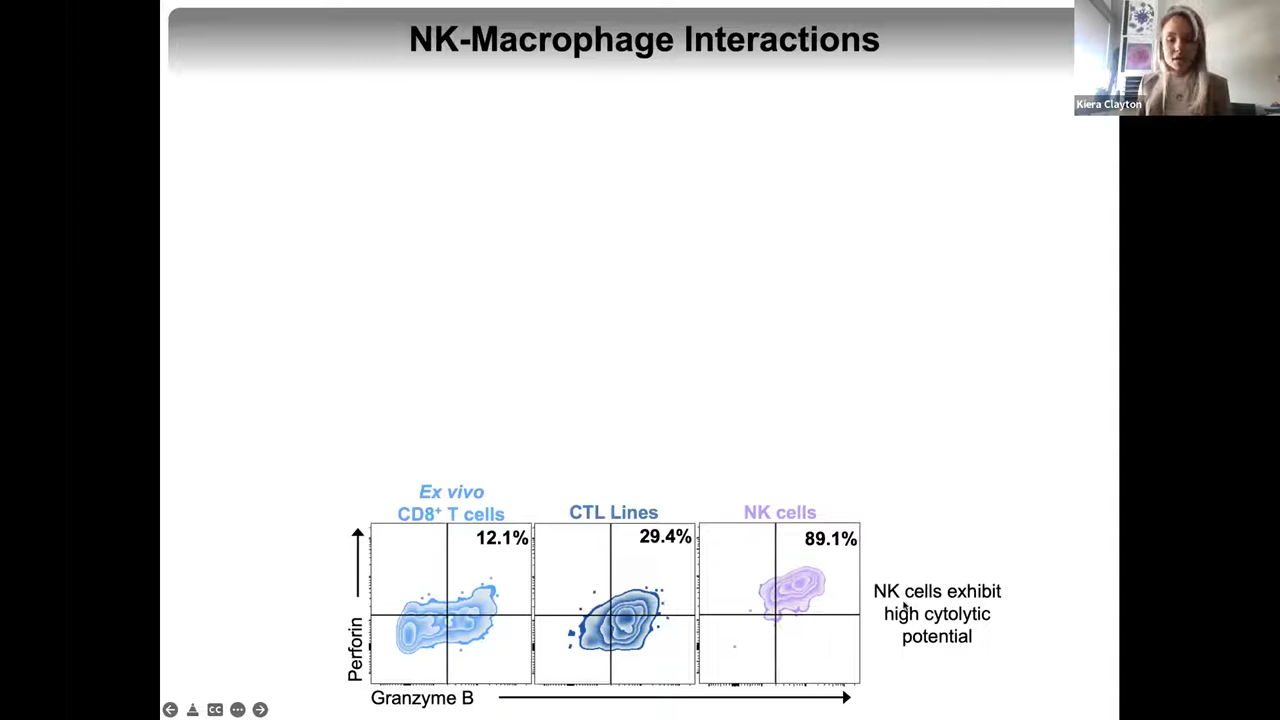 NK-Macrophage Interactions
Kiera Clayton
Ex vivo
CD8⁺ T cells
CTL Lines
NK cells
12.1%
29.4%
89.1%
NK cells exhibit
high cytolytic
potential
Perforin
Granzyme B
CC